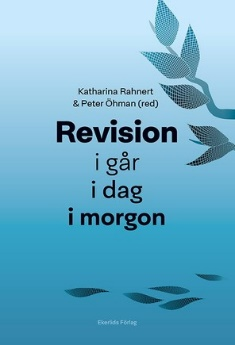 Katharina Rahnert
& Peter Öhman (red)
Revision
i går
i dag
i morgon
Ekerlids Förlag